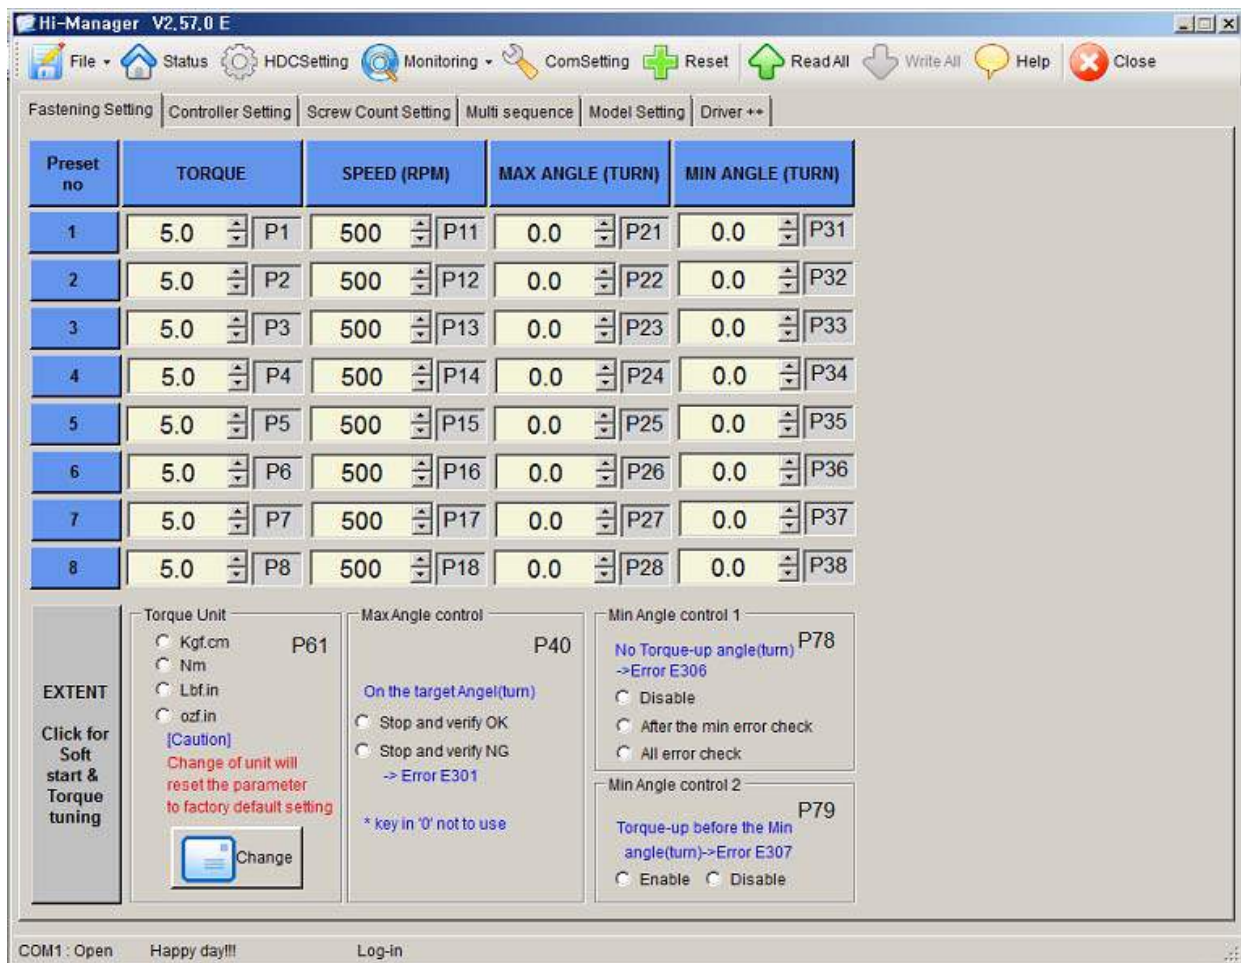 Hi-Manager V2,57,0 E
File Status HDCSetting Monitoring ComSetting Reset Read All Write All Help Close
Fastening Setting Controller Setting Screw Count Setting Multi sequence Model Setting Driver ++
Preset no TORQUE SPEED (RPM) MAX ANGLE (TURN) MIN ANGLE (TURN)
1 5.0 P1 500 P11 0.0 P21 0.0 P31
2 5.0 P2 500 P12 0.0 P22 0.0 P32
3 5.0 P3 500 P13 0.0 P23 0.0 P33
4 5.0 P4 500 P14 0.0 P24 0.0 P34
5 5.0 P5 500 P15 0.0 P25 0.0 P35
6 5.0 P6 500 P16 0.0 P26 0.0 P36
7 5.0 P7 500 P17 0.0 P27 0.0 P37
8 5.0 P8 500 P18 0.0 P28 0.0 P38
EXTENT
Click for
Soft
start &
Torque
tuning
Torque Unit
P61
Kgf.cm
Nm
Lbf.in
ozf.in
[Caution]
Change of unit will
reset the parameter
to factory default setting
Change
Max Angle control
P40
On the target Angel(turn)
Stop and verify OK
Stop and verify NG
-> Error E301
* key in '0' not to use
Min Angle control 1
P78
No Torque-up angle(turn)
->Error E306
Disable
After the min error check
All error check
Min Angle control 2
P79
Torque-up before the Min
angle(turn)->Error E307
Enable Disable
COM1 : Open Happy day!!! Log-in